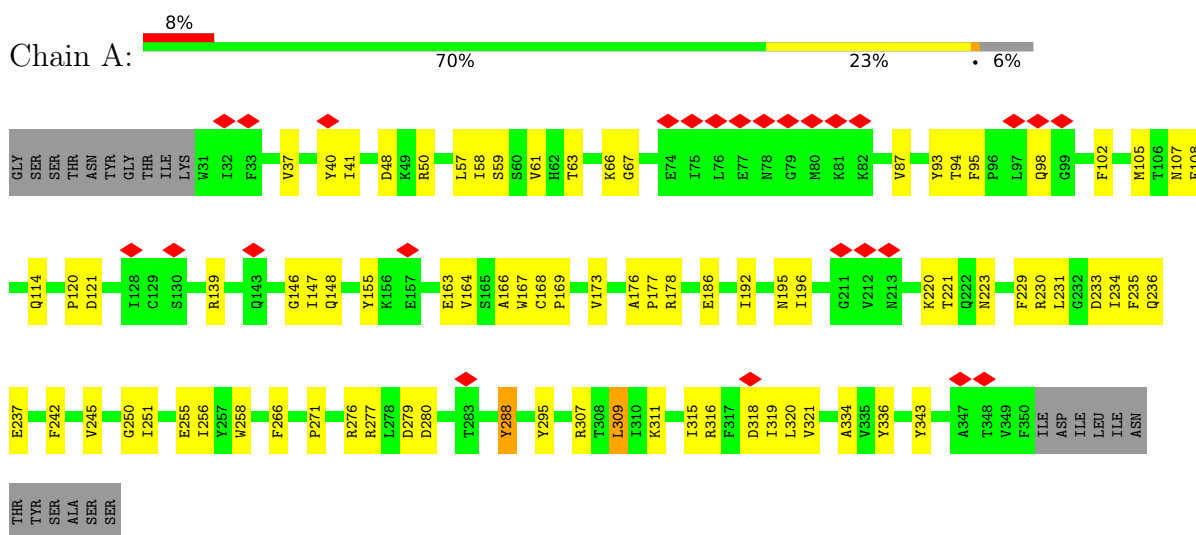 8%
Chain A:
70% 23% • 6%
GLY SER SER THR ASN TYR GLY THR ILE LYS W31 I32 F33 V37 Y40 I41 D48 K49 R50 L57 I58 S59 S60 V61 H62 T63 K66 G67 E74 I75 L76 E77 N78 G79 M80 K81 K82 V87 Y93 T94 F95 P96 L97 Q98 G99 F102 M105 T106 N107 E108
Q114 P120 D121 I128 C129 S130 R139 Q143 G146 I147 Q148 Y155 K156 E157 E163 V164 S165 A166 W167 C168 P169 V173 A176 P177 R178 E186 I192 N195 I196 G211 V212 N213 K220 T221 Q222 N223 F229 R230 L231 G232 D233 I234 F235 Q236
E237 F242 V245 G250 I251 E255 I256 Y257 W258 F266 P271 R276 R277 L278 D279 D280 T283 Y288 Y295 R307 T308 L309 I310 K311 I315 R316 F317 D318 I319 L320 V321 A334 V335 Y336 Y343 A347 T348 V349 F350 ILE ASP ILE LEU ILE ASN
THR TYR SER ALA SER SER